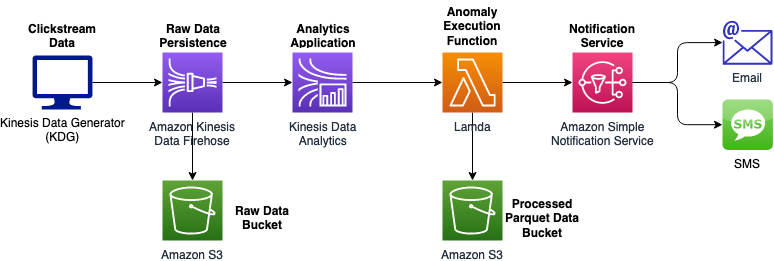 Clickstream
Data
Kinesis Data Generator
(KDG)
Raw Data
Persistence
Amazon Kinesis
Data Firehose
Analytics
Application
Kinesis Data
Analytics
Anomaly
Execution
Function
Lamda
Notification
Service
Amazon Simple
Notification Service
@
Email
SMS
SMS
Raw Data
Bucket
Amazon S3
Processed
Parquet Data
Bucket
Amazon S3